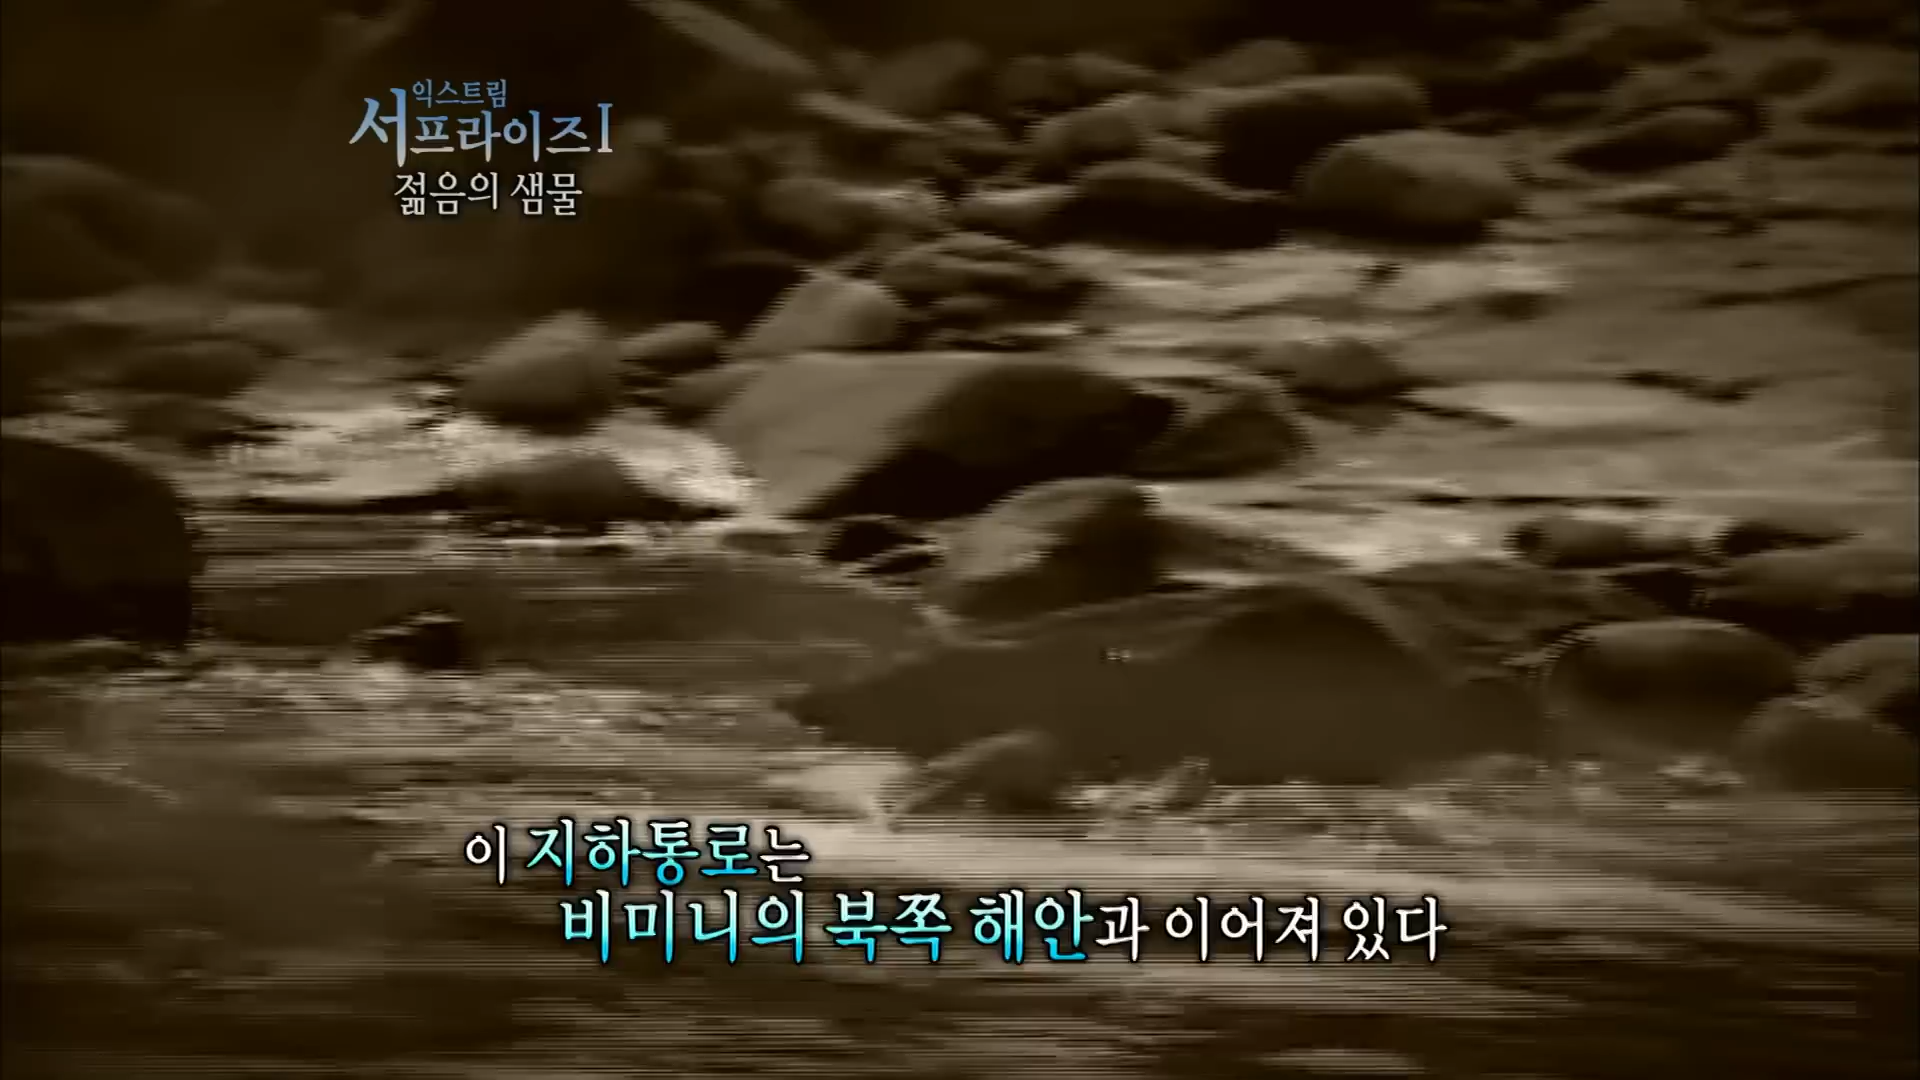 익스트림
서프라이즈 I
젊음의 샘물
이 지하통로는
비미니의 북쪽 해안과 이어져 있다